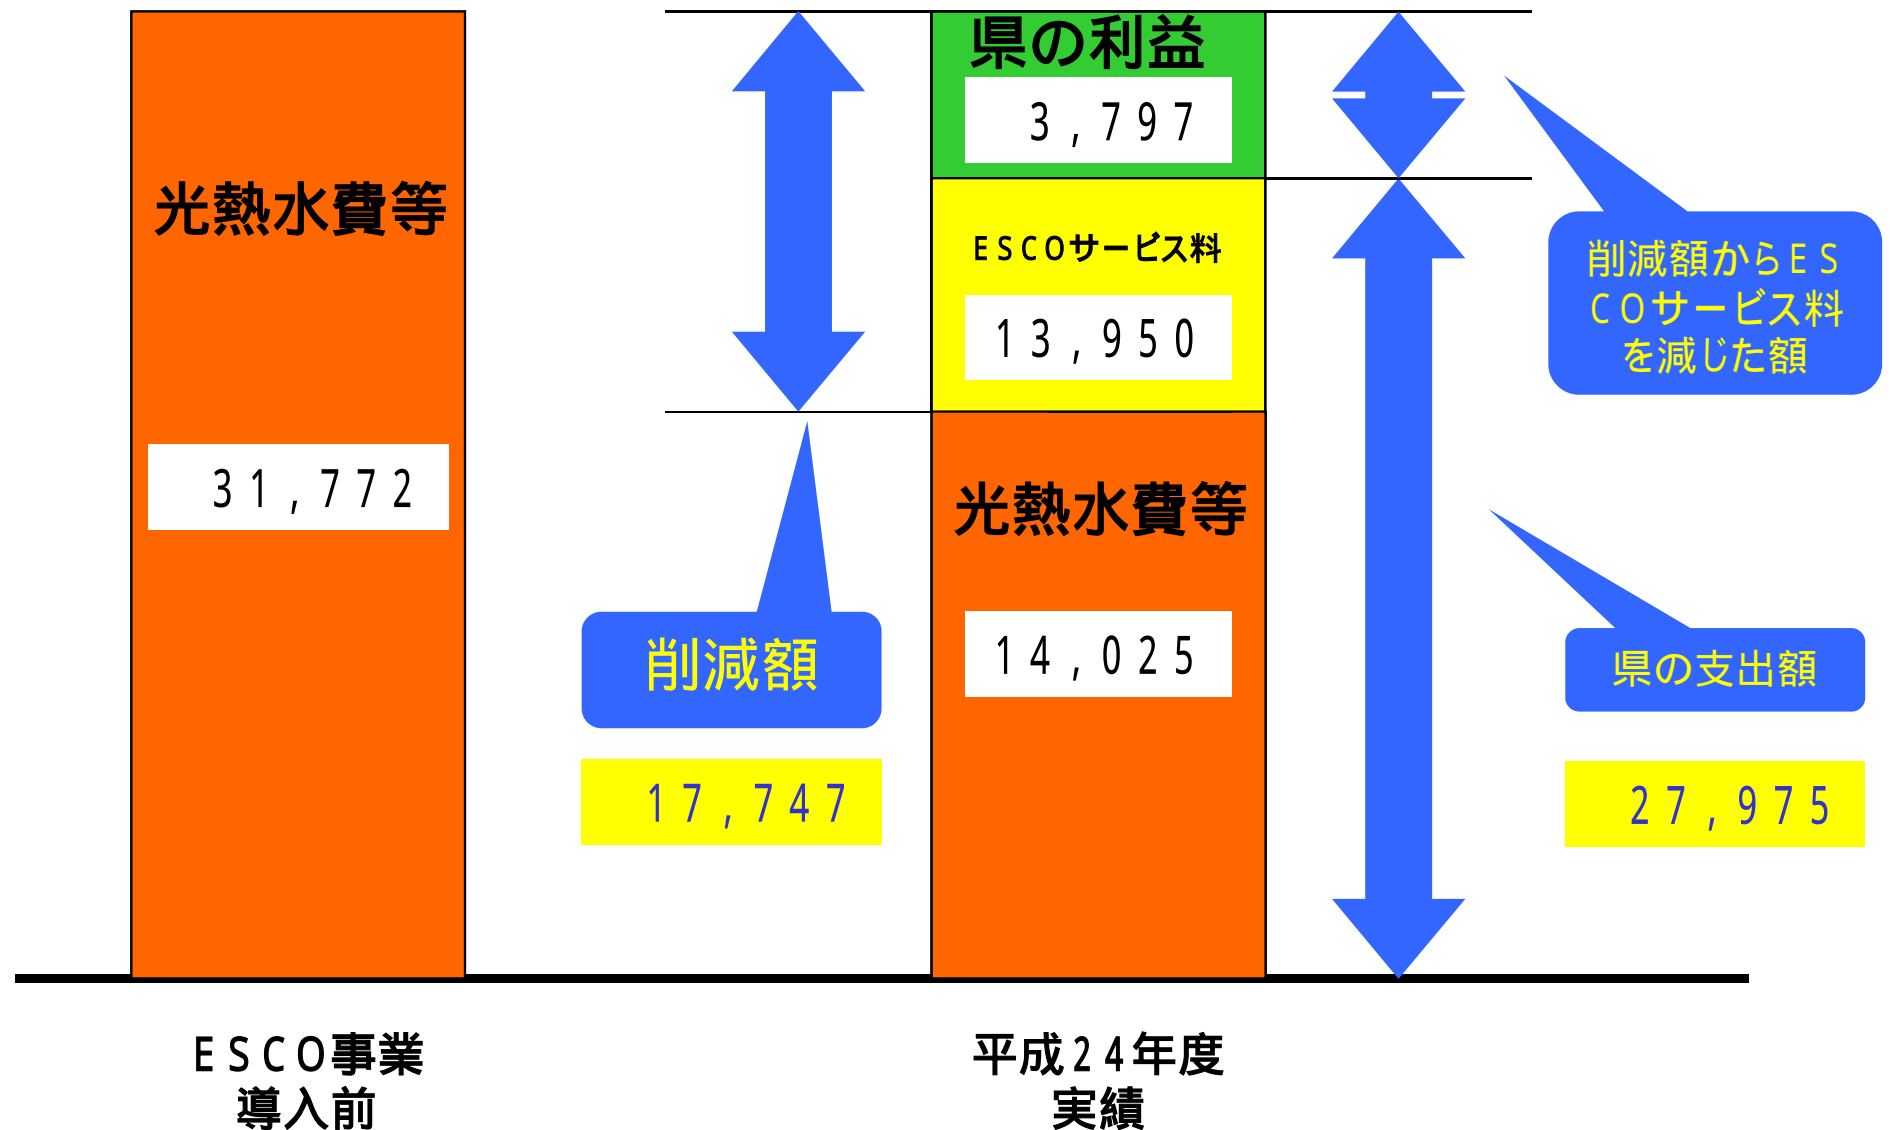 光熱水費等
３１，７７２
ＥＳＣＯ事業
導入前
削減額
１７，７４７
県の利益
３，７９７
ＥＳＣＯサービス料
１３，９５０
光熱水費等
１４，０２５
平成２４年度
実績
削減額からＥＳ
ＣＯサービス料
を減じた額
県の支出額
２７，９７５